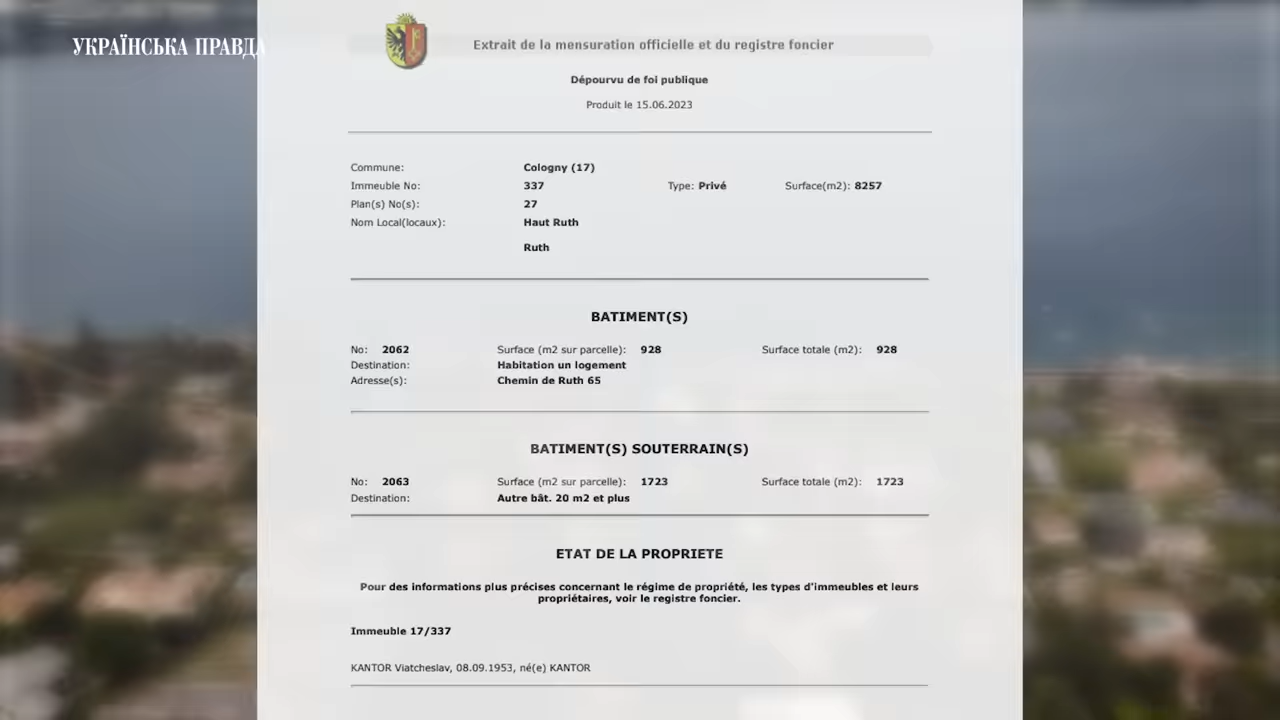 УКРАЇНСЬКА ПРАВДА
Extrait de la mensuration officielle et du registre foncier
Dépourvu de foi publique
Produit le 15.06.2023
Commune: Cologny (17)
Immeuble No: 337 Type: Privé Surface(m2): 8257
Plan(s) No(s): 27
Nom Local(locaux): Haut Ruth
Ruth
BATIMENT(S)
No: 2062 Surface (m2 sur parcelle): 928 Surface totale (m2): 928
Destination: Habitation un logement
Adresse(s): Chemin de Ruth 65
BATIMENT(S) SOUTERRAIN(S)
No: 2063 Surface (m2 sur parcelle): 1723 Surface totale (m2): 1723
Destination: Autre bât. 20 m2 et plus
ETAT DE LA PROPRIETE
Pour des informations plus précises concernant le régime de propriété, les types d'immeubles et leurs
propriétaires, voir le registre foncier.
Immeuble 17/337
KANTOR Viatcheslav, 08.09.1953, né(e) KANTOR